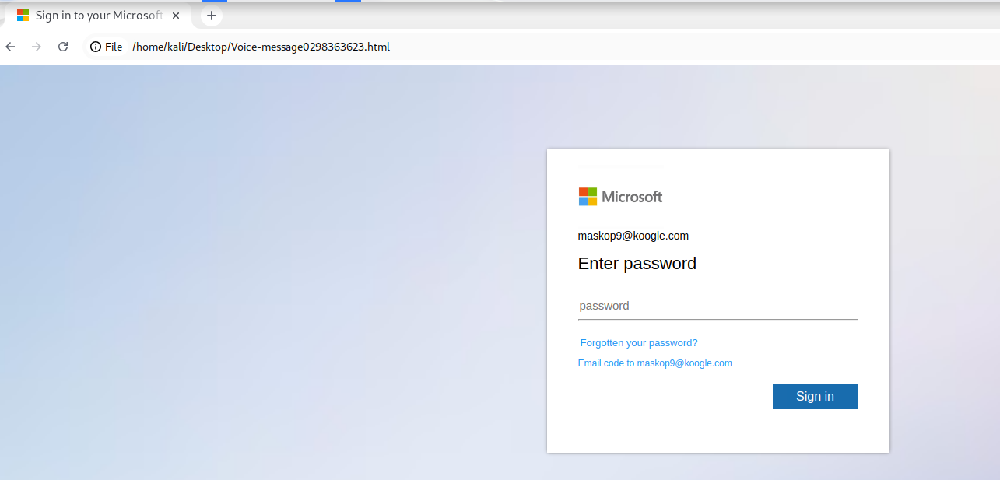 Sign in to your Microsoft
File /home/kali/Desktop/Voice-message0298363623.html
Microsoft
maskop9@koogle.com
Enter password
password
Forgotten your password?
Email code to maskop9@koogle.com
Sign in